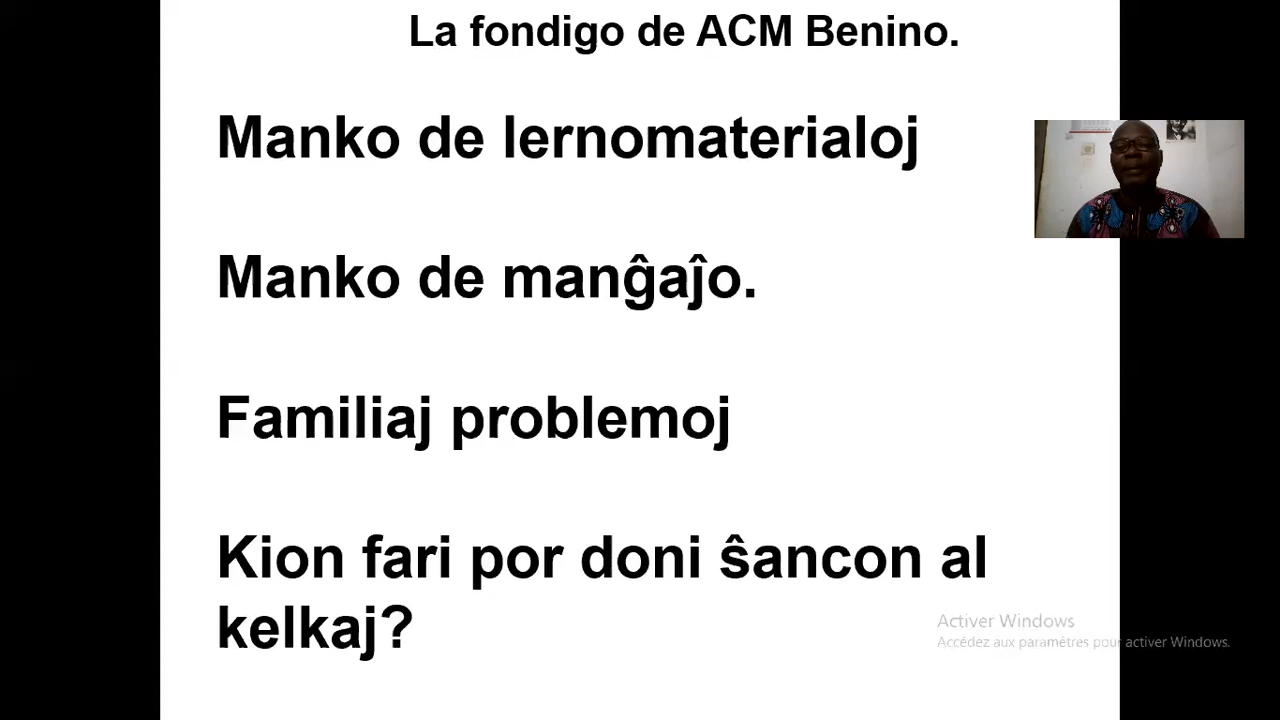 La fondigo de ACM Benino.
Manko de lernomaterialoj
Manko de manĝaĵo.
Familiaj problemoj
Kion fari por doni ŝancon al
kelkaj?
Activer Windows
Accédez aux paramètres pour activer Windows.